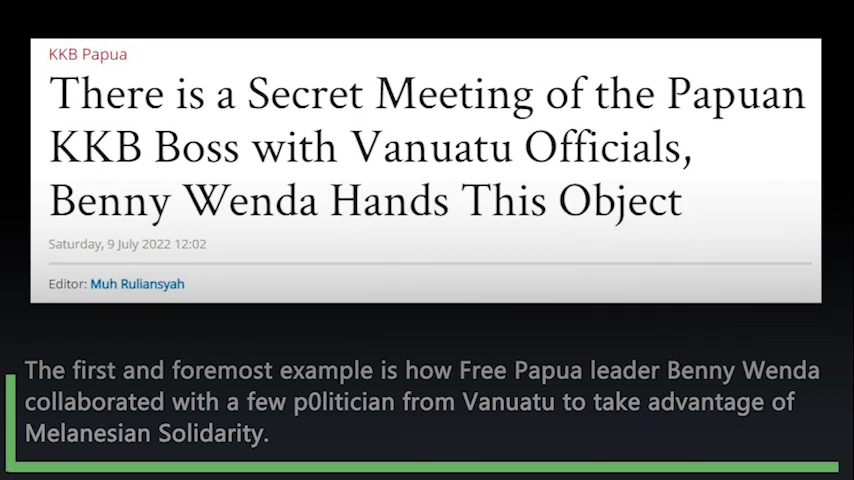 KKB Papua
There is a Secret Meeting of the Papuan
KKB Boss with Vanuatu Officials,
Benny Wenda Hands This Object
Saturday, 9 July 2022 12:02
Editor: Muh Ruliansyah
The first and foremost example is how Free Papua leader Benny Wenda
collaborated with a few p0litician from Vanuatu to take advantage of
Melanesian Solidarity.